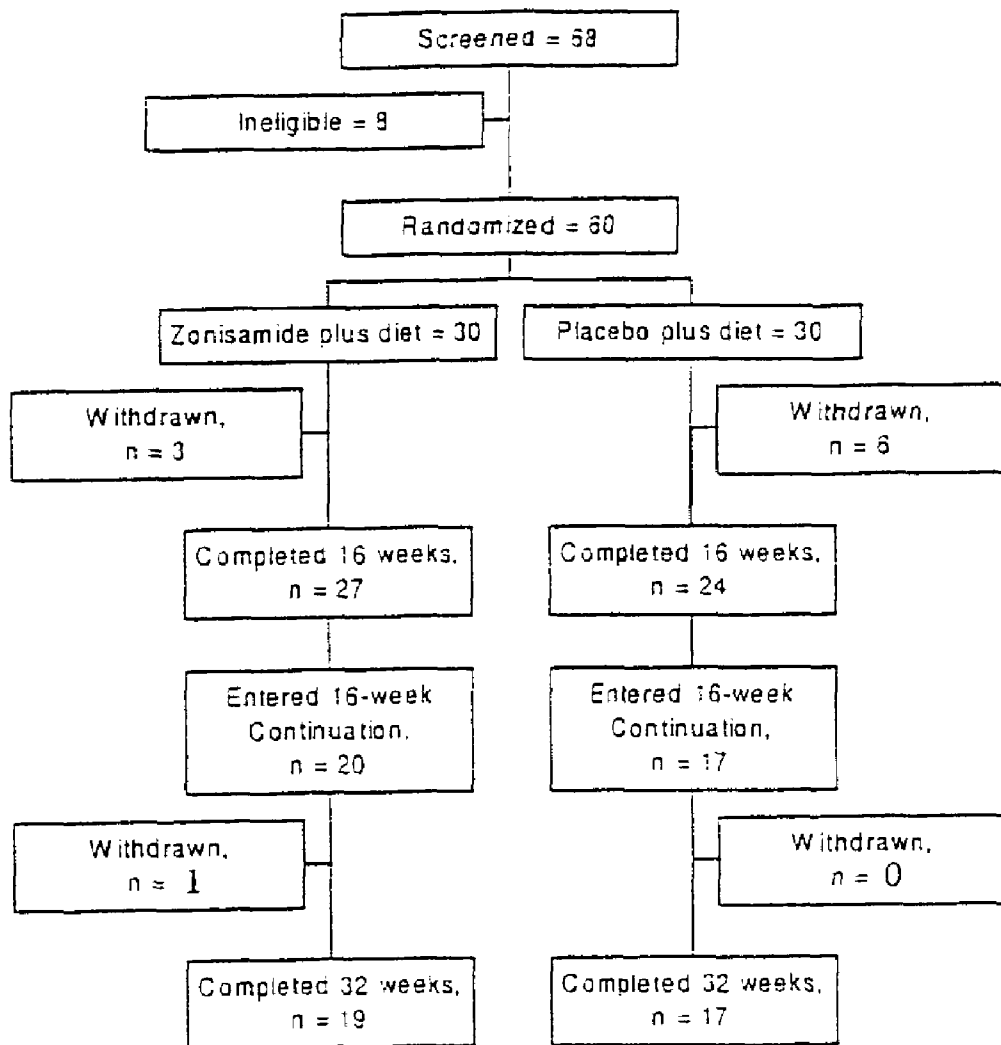 Screened = 68
Ineligible = 8
Randomized = 60
Zonisamide plus diet = 30
Placebo plus diet = 30
Withdrawn,
n = 3
Withdrawn,
n = 6
Completed 16 weeks,
n = 27
Completed 16 weeks,
n = 24
Entered 16-week
Continuation,
n = 20
Entered 16-week
Continuation,
n = 17
Withdrawn,
n = 1
Withdrawn,
n = 0
Completed 32 weeks,
n = 19
Completed 32 weeks,
n = 17